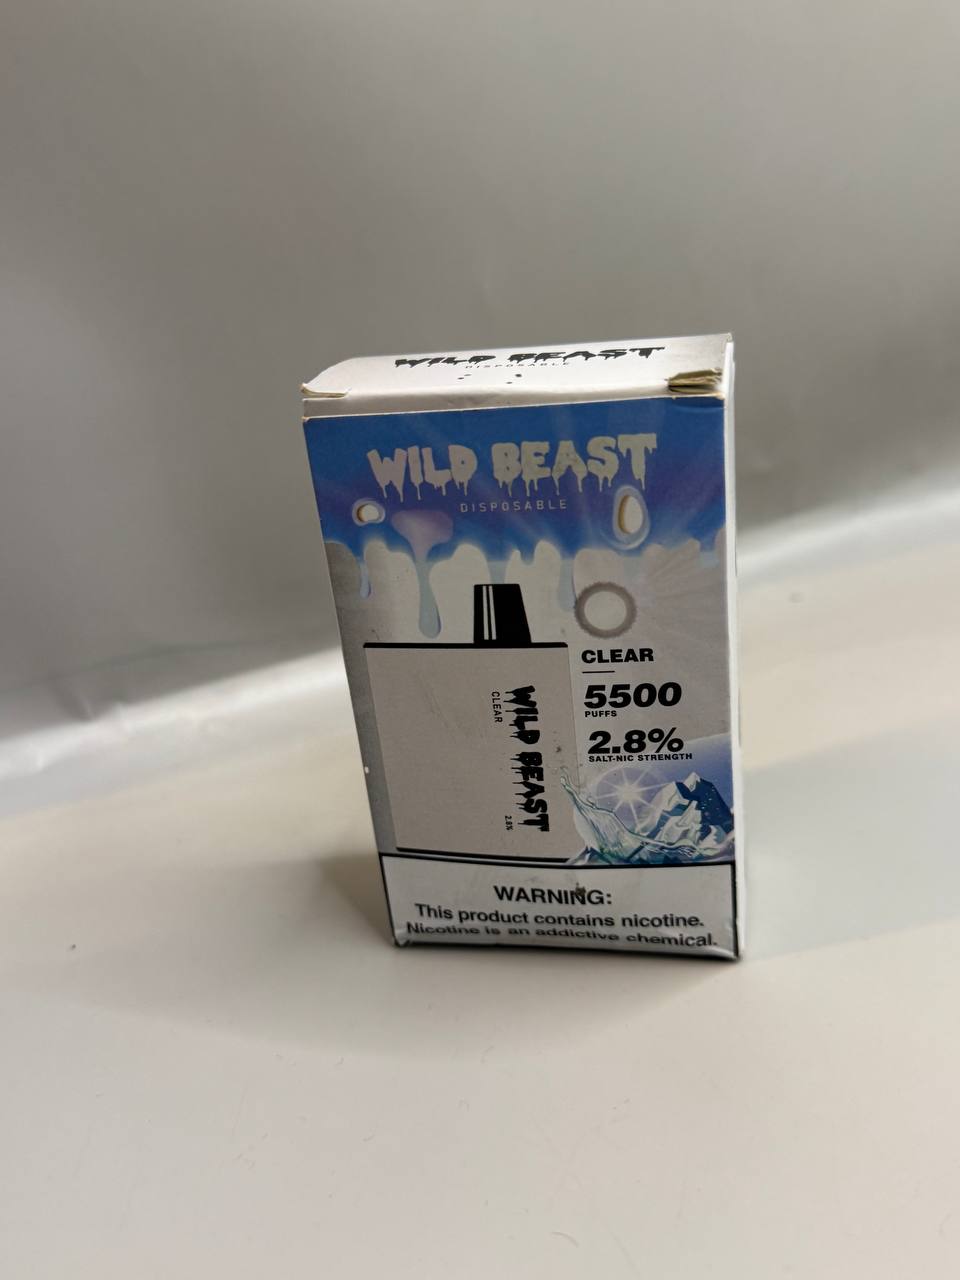 WILD BEAST
DISPOSABLE
WILD BEAST
DISPOSABLE
CLEAR
5500
PUFFS
2.8%
SALT-NIC STRENGTH
WILD BEAST
CLEAR
2.8%
WARNING:
This product contains nicotine.
Nicotine is an addictive chemical.